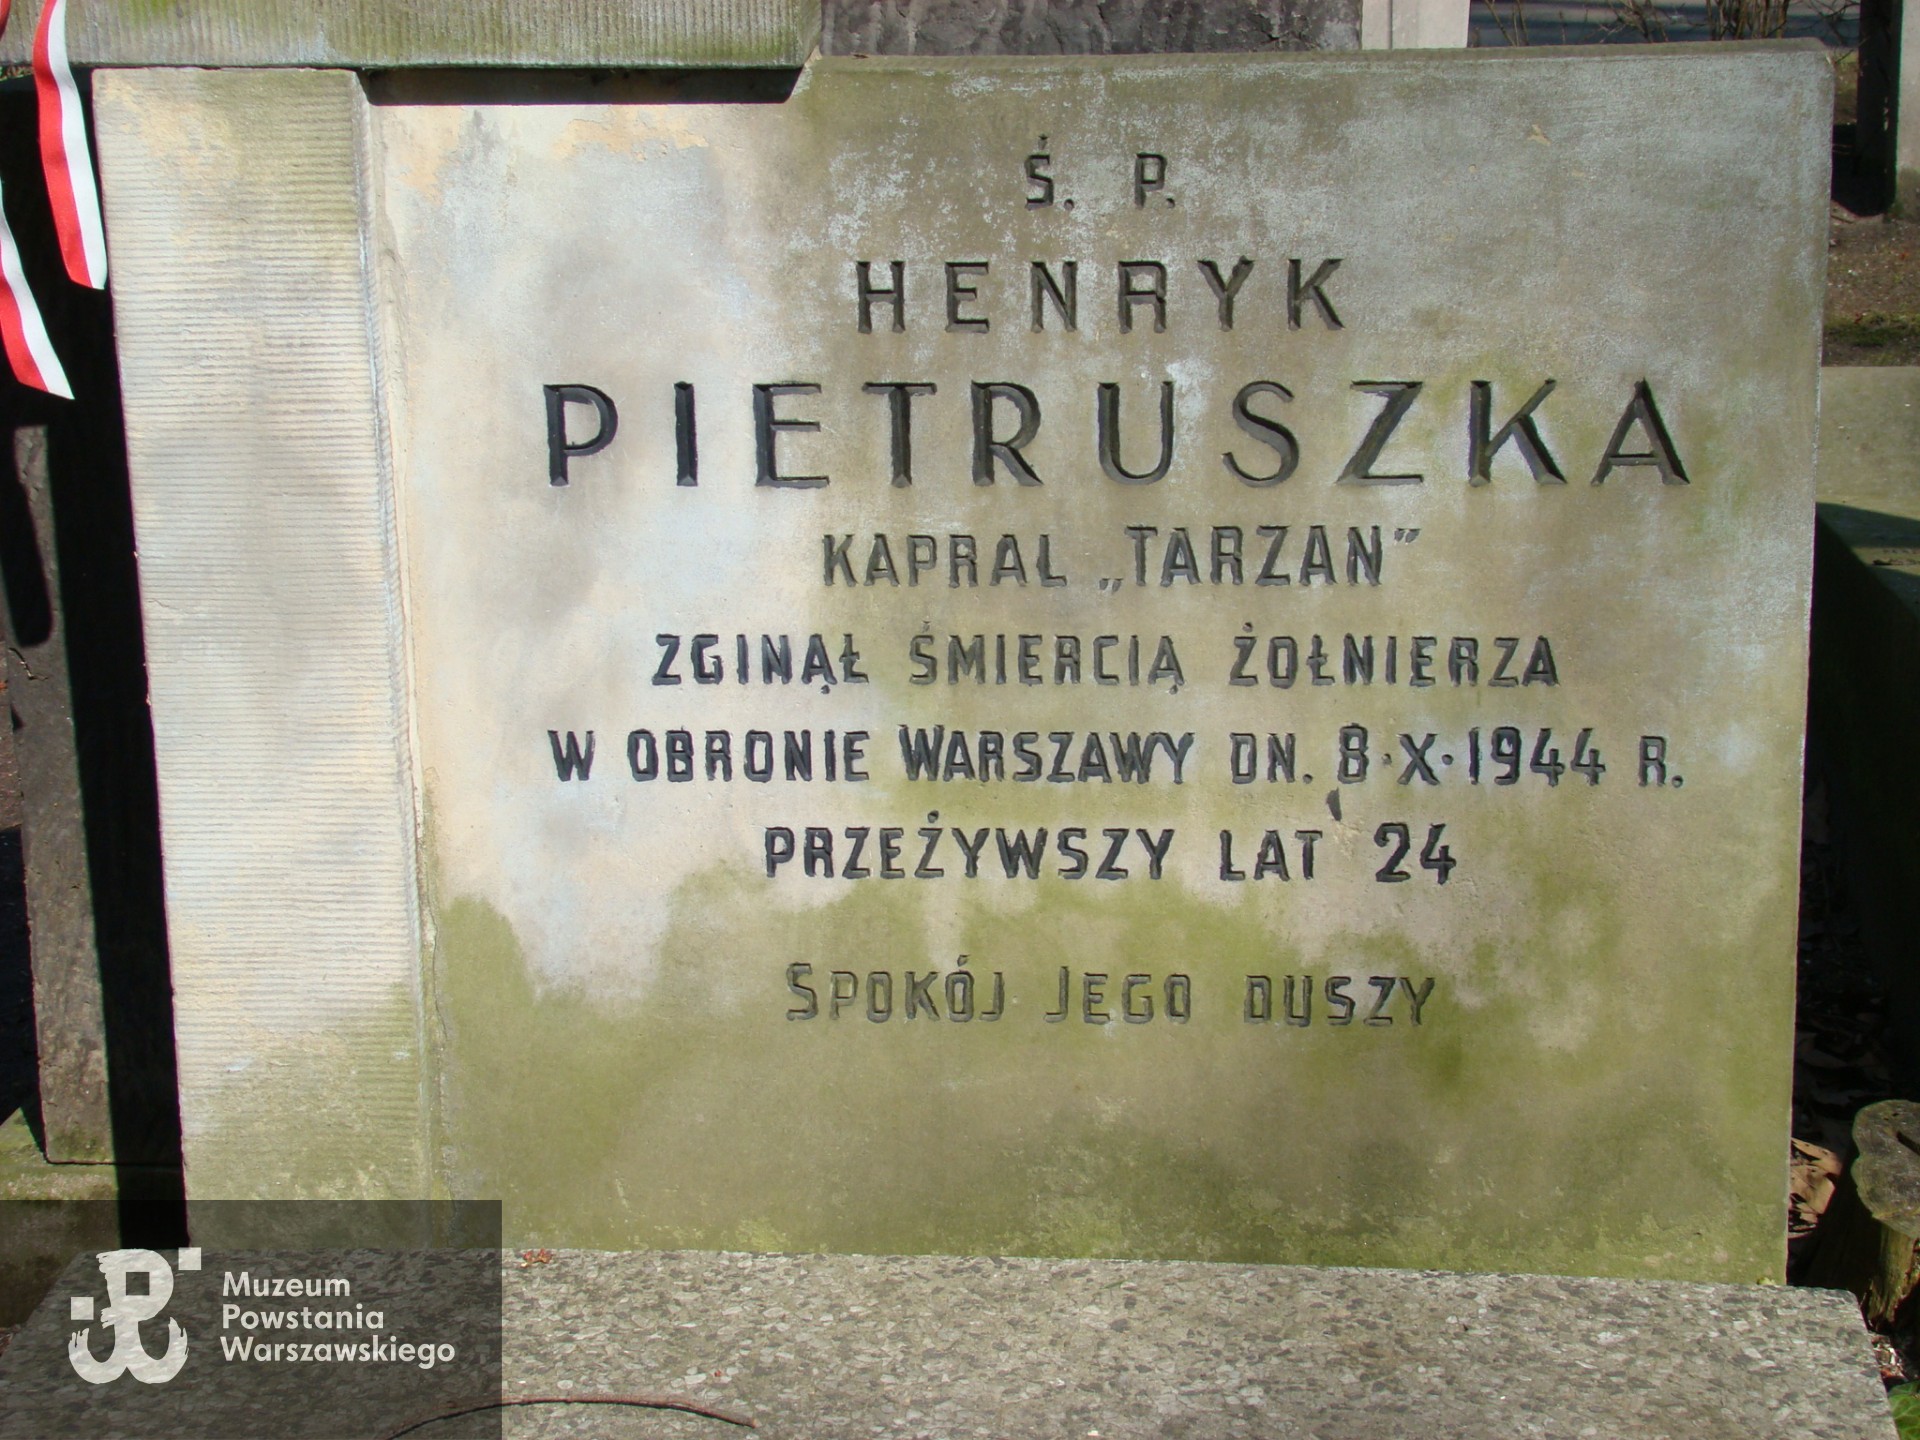 Ś. P.
HENRYK
PIETRUSZKA
KAPRAL „TARZAN”
ZGINĄŁ ŚMIERCIĄ ŻOŁNIERZA
W OBRONIE WARSZAWY DN. 8·X·1944 R.
PRZEŻYWSZY LAT 24
SPOKÓJ JEGO DUSZY
Muzeum
Powstania
Warszawskiego